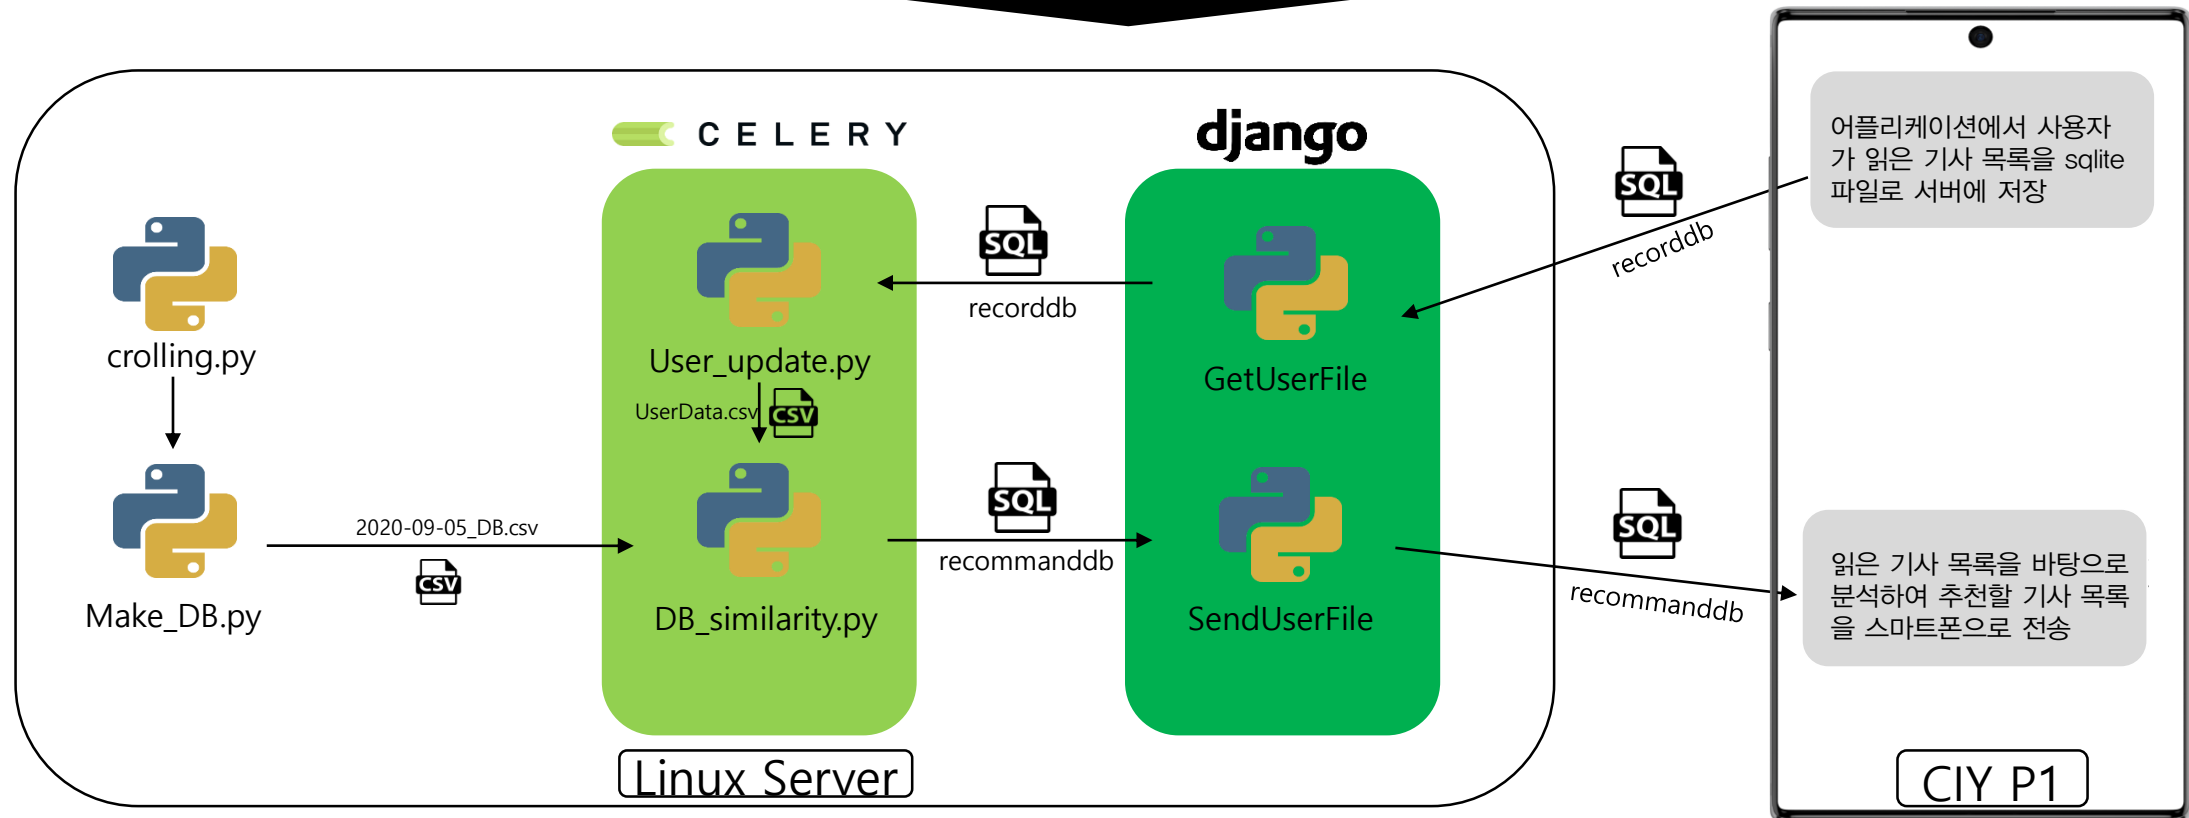 CELERY
django
어플리케이션에서 사용자
가 읽은 기사 목록을 sqlite
파일로 서버에 저장
SQL
recorddb
SQL
recorddb
crolling.py
User_update.py
GetUserFile
UserData.csv
CSV
2020-09-05_DB.csv
CSV
SQL
recommanddb
SQL
recommanddb
읽은 기사 목록을 바탕으로
분석하여 추천할 기사 목록
을 스마트폰으로 전송
Make_DB.py
DB_similarity.py
SendUserFile
Linux Server
CIY P1